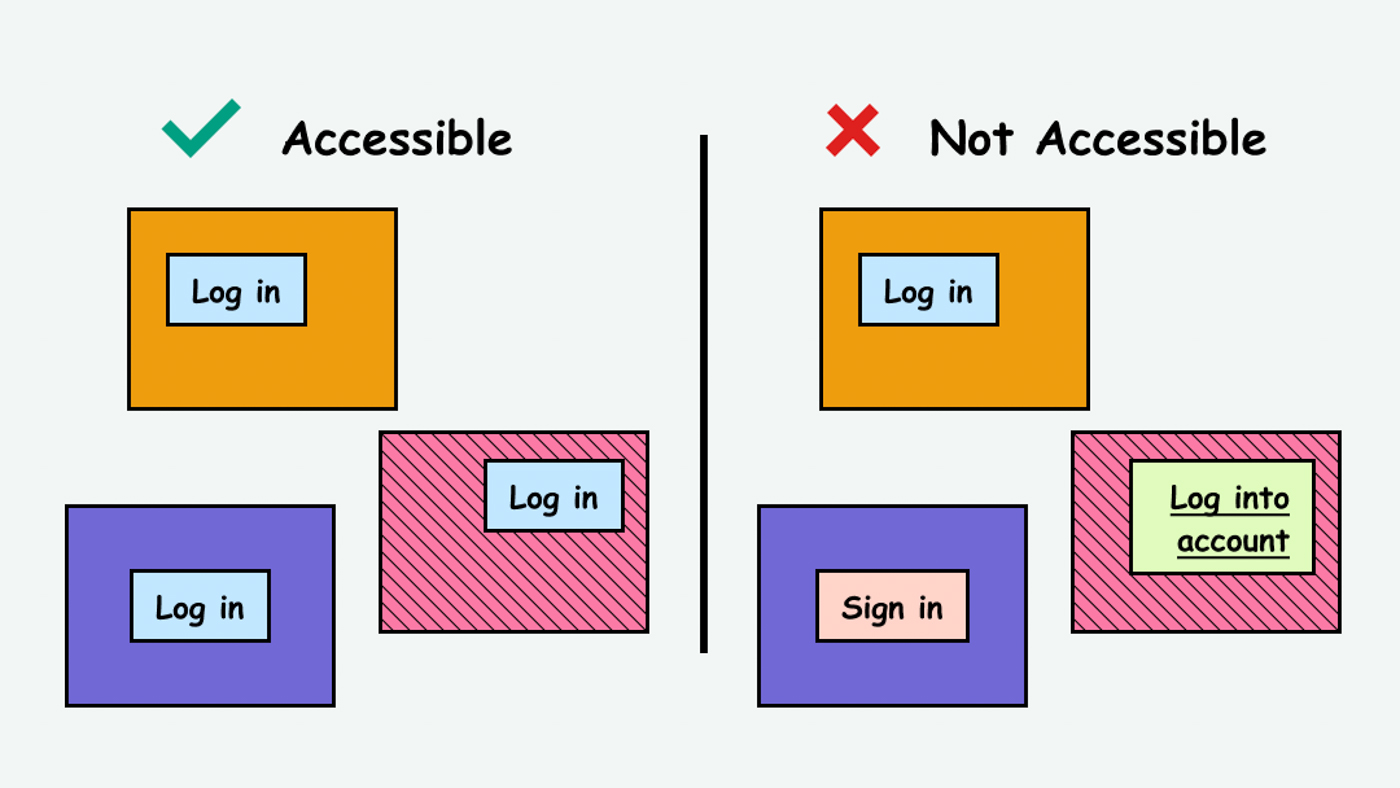 Accessible
Log in
Log in
Log in
Not Accessible
Log in
Log into
account
Sign in